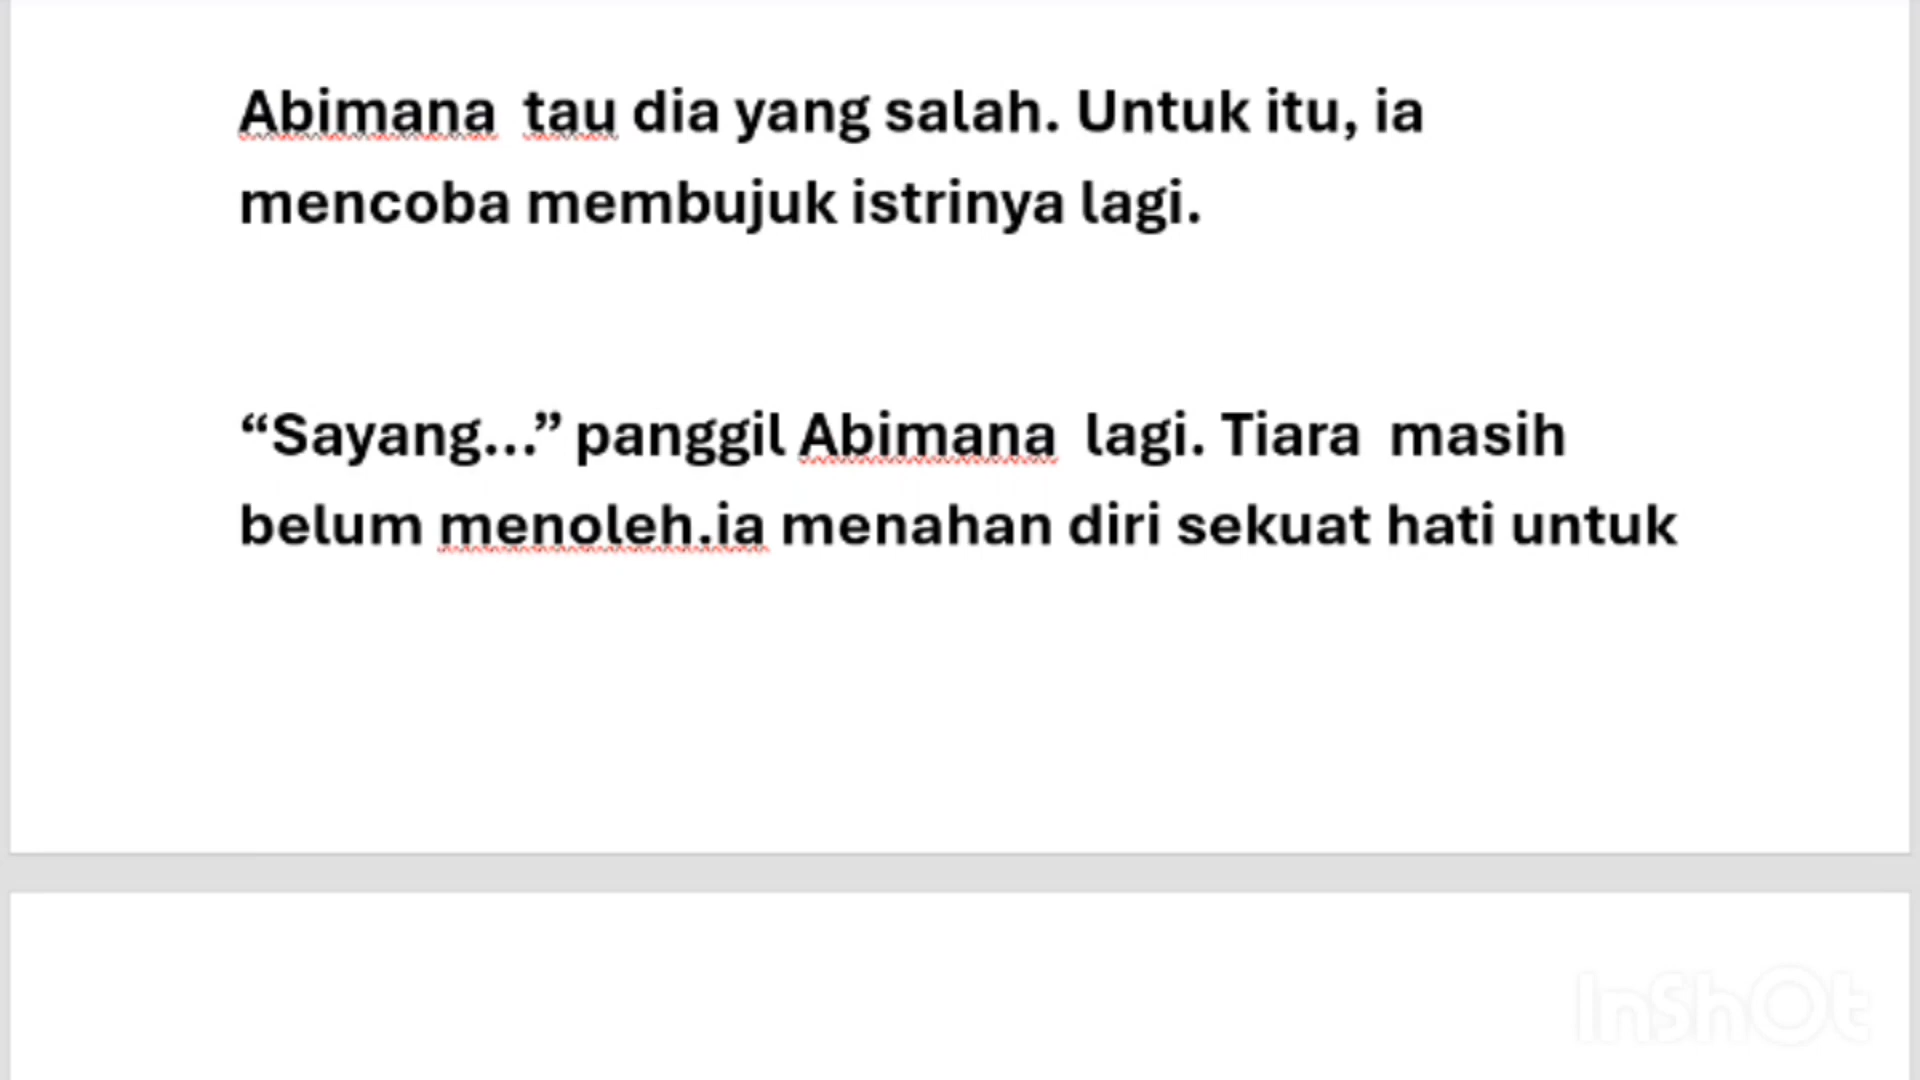 Abimana  tau dia yang salah. Untuk itu, ia
mencoba membujuk istrinya lagi.
“Sayang...” panggil Abimana  lagi. Tiara  masih
belum menoleh.ia menahan diri sekuat hati untuk
InShOt